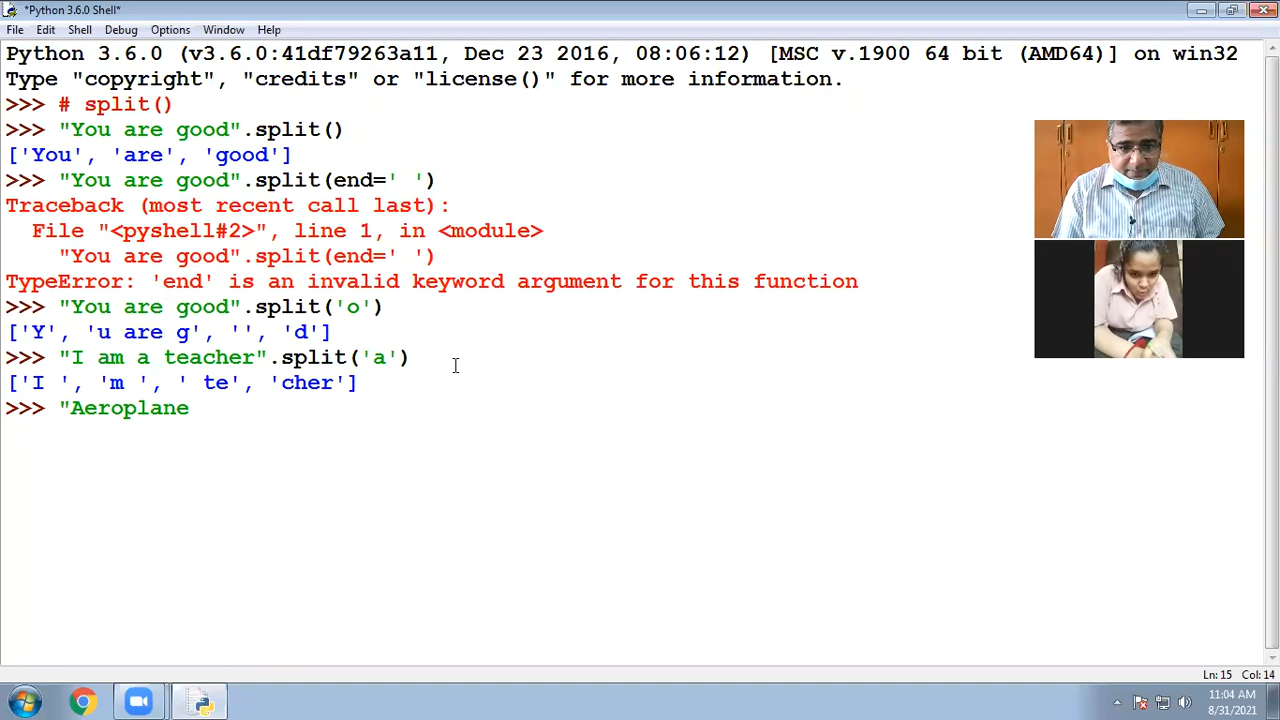 *Python 3.6.0 Shell*
File Edit Shell Debug Options Window Help
Python 3.6.0 (v3.6.0:41df79263a11, Dec 23 2016, 08:06:12) [MSC v.1900 64 bit (AMD64)] on win32
Type "copyright", "credits" or "license()" for more information.
>>> # split()
>>> "You are good".split()
['You', 'are', 'good']
>>> "You are good".split(end=' ')
Traceback (most recent call last):
  File "<pyshell#2>", line 1, in <module>
    "You are good".split(end=' ')
TypeError: 'end' is an invalid keyword argument for this function
>>> "You are good".split('o')
['Y', 'u are g', '', 'd']
>>> "I am a teacher".split('a')
['I ', 'm ', ' te', 'cher']
>>> "Aeroplane
Ln: 15 Col: 14
11:04 AM
8/31/2021